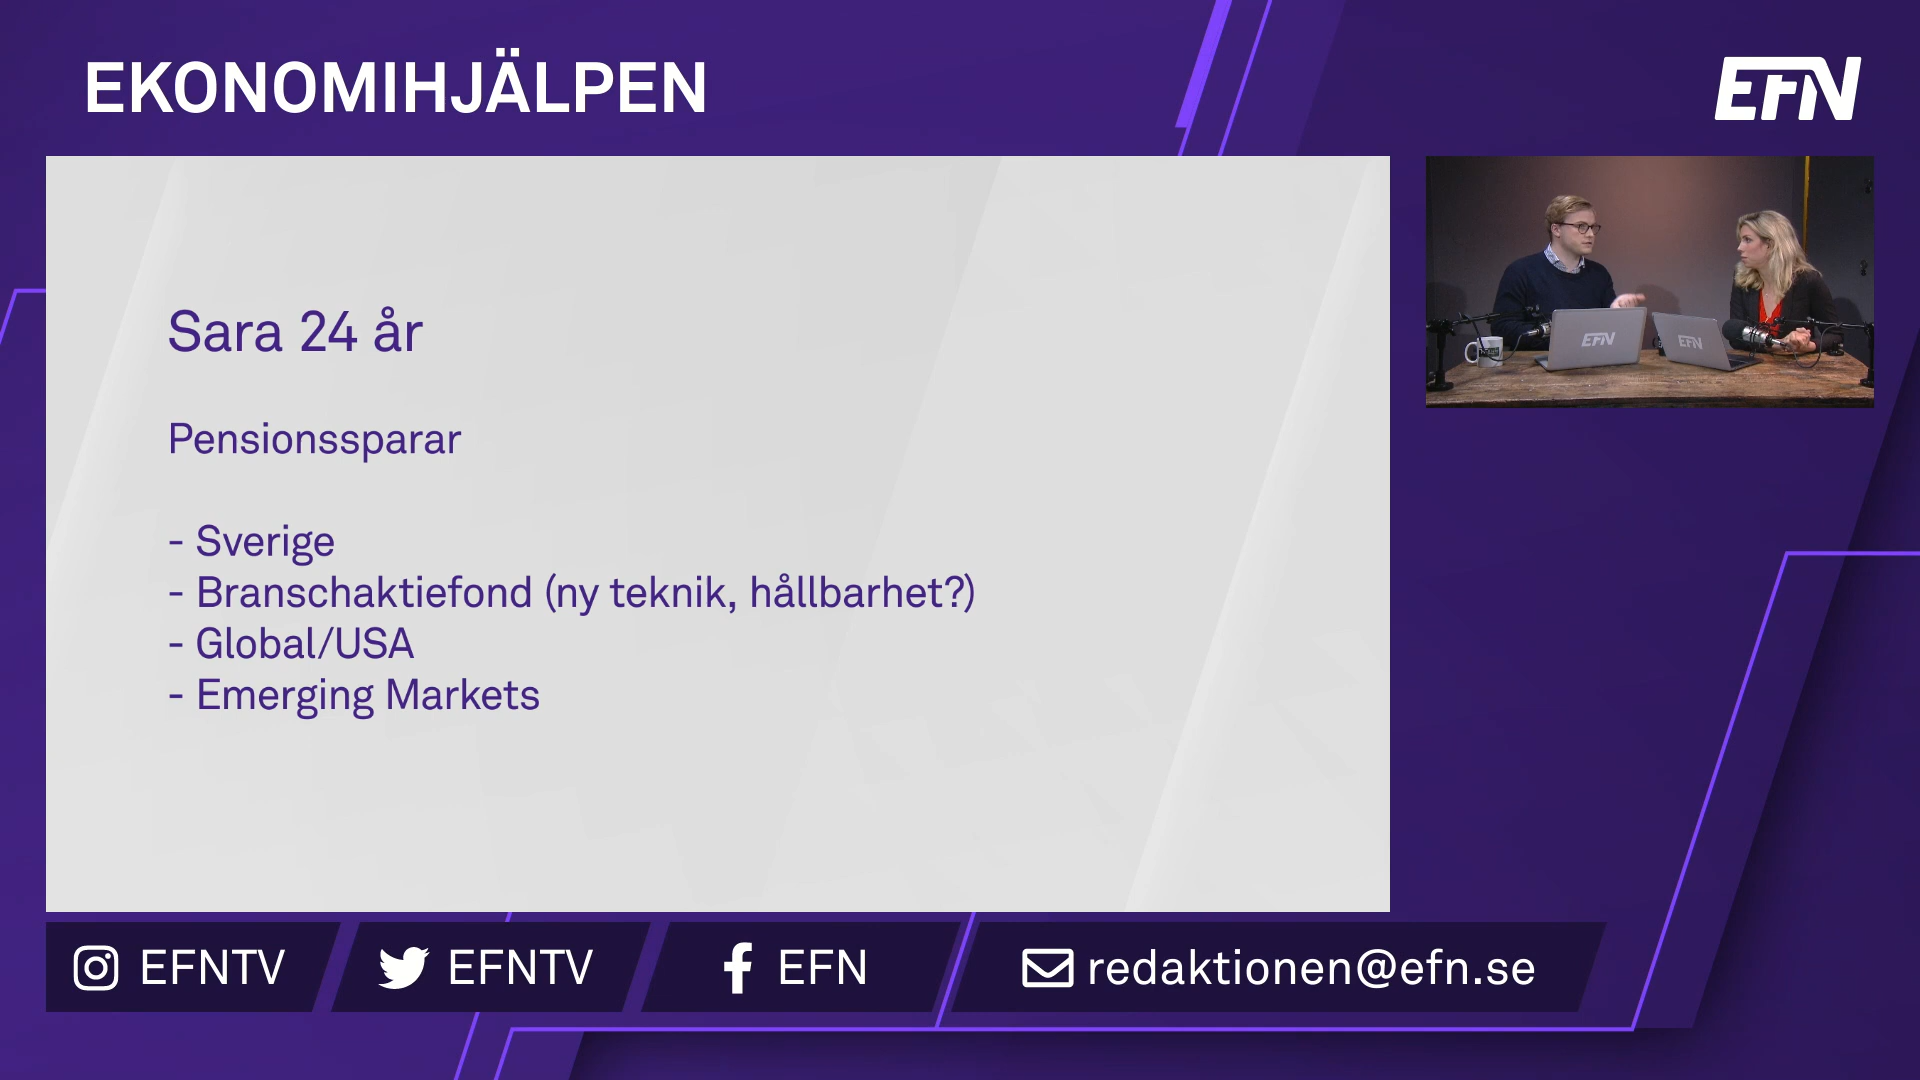 EKONOMIHJÄLPEN
EFN
Sara 24 år
Pensionssparar
- Sverige
- Branschaktiefond (ny teknik, hållbarhet?)
- Global/USA
- Emerging Markets
EFN
EFN
EFNTV
EFNTV
EFN
redaktionen@efn.se